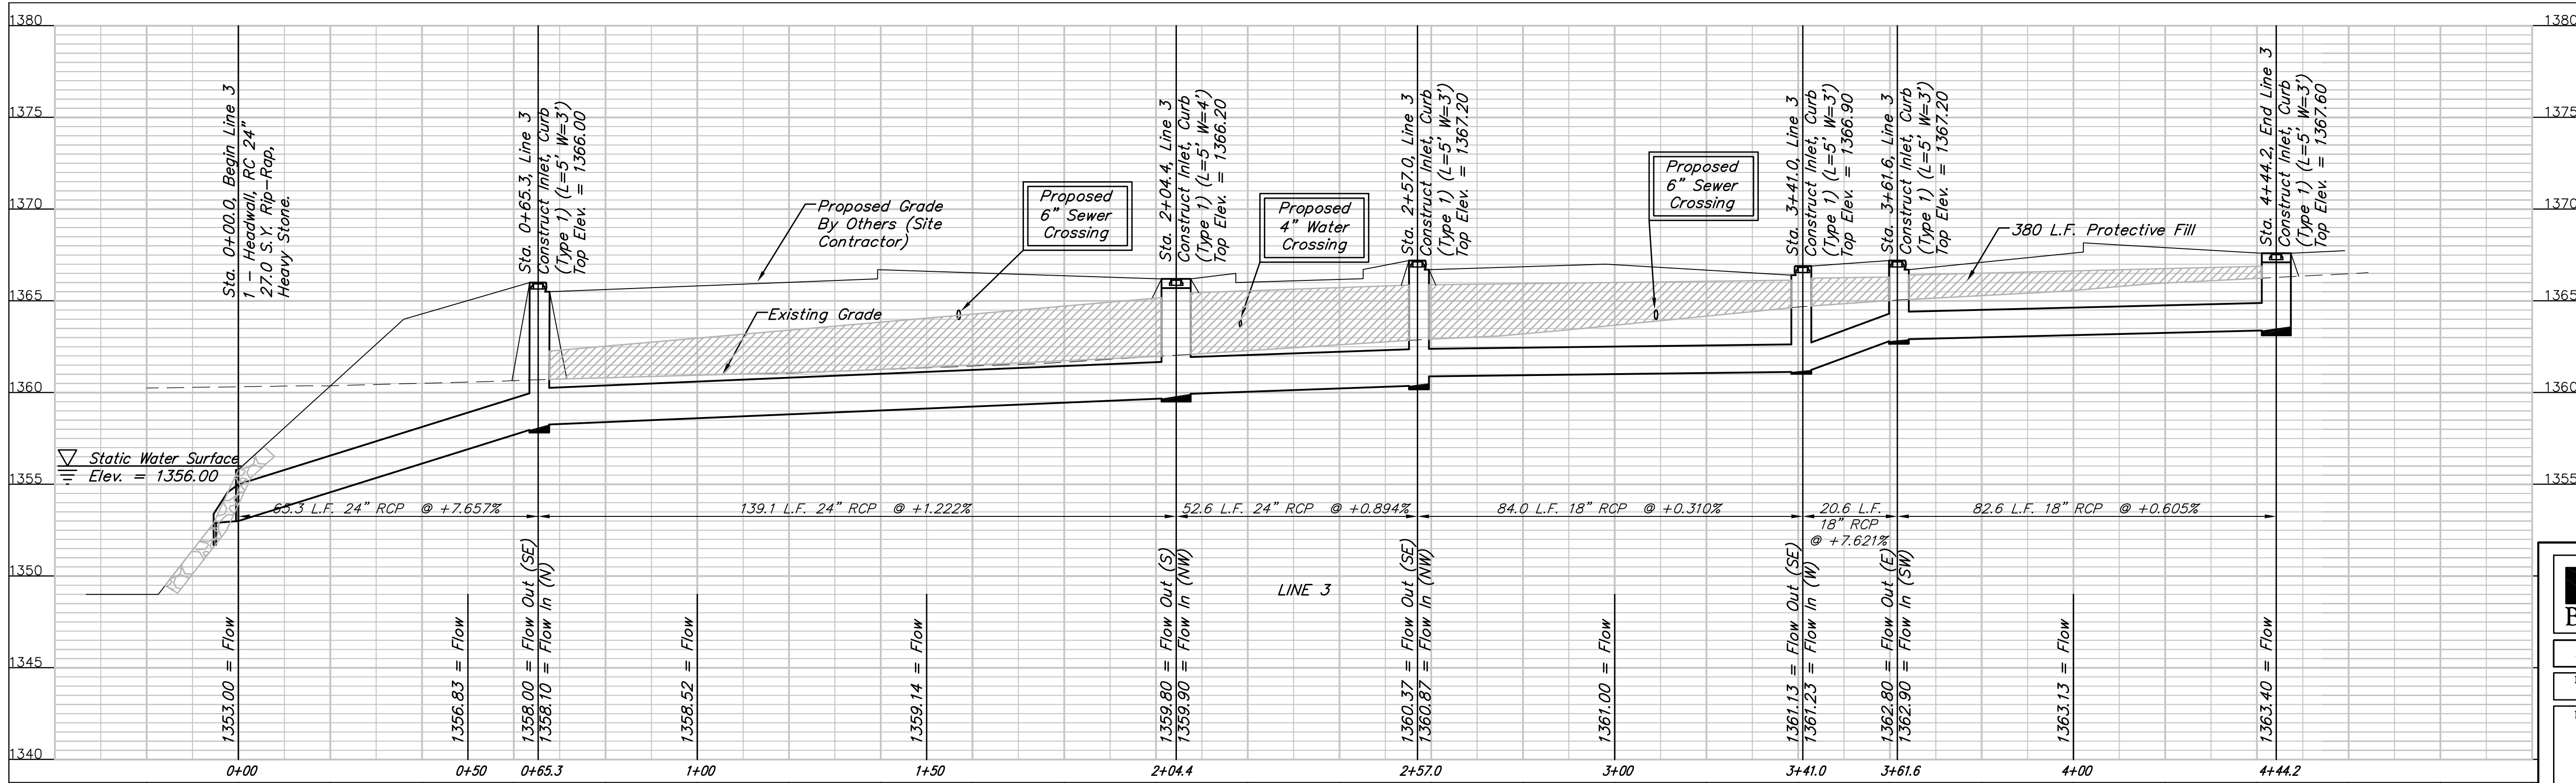 1380
1375
1370
1365
1360
1355
1350
1345
1340
1380
1375
1370
1365
1360
1355
Sta. 0+00.0, Begin Line 3
1 - Headwall, RC 24"
27.0 S.Y. Rip-Rap,
Heavy Stone.
Sta. 0+65.3, Line 3
Construct Inlet, Curb
(Type 1) (L=5' W=3')
Top Elev. = 1366.00
Proposed Grade
By Others (Site
Contractor)
Existing Grade
Proposed
6" Sewer
Crossing
Sta. 2+04.4, Line 3
Construct Inlet, Curb
(Type 1) (L=5' W=4')
Top Elev. = 1366.20
Proposed
4" Water
Crossing
Sta. 2+57.0, Line 3
Construct Inlet, Curb
(Type 1) (L=5' W=3')
Top Elev. = 1367.20
Proposed
6" Sewer
Crossing
Sta. 3+41.0, Line 3
Construct Inlet, Curb
(Type 1) (L=5' W=3')
Top Elev. = 1366.90
Sta. 3+61.6, Line 3
Construct Inlet, Curb
(Type 1) (L=5' W=3')
Top Elev. = 1367.20
380 L.F. Protective Fill
Sta. 4+44.2, End Line 3
Construct Inlet, Curb
(Type 1) (L=5' W=3')
Top Elev. = 1367.60
Static Water Surface
Elev. = 1356.00
65.3 L.F. 24" RCP @ +7.657%
139.1 L.F. 24" RCP @ +1.222%
52.6 L.F. 24" RCP @ +0.894%
84.0 L.F. 18" RCP @ +0.310%
20.6 L.F.
18" RCP
@ +7.621%
82.6 L.F. 18" RCP @ +0.605%
LINE 3
1353.00 = Flow
1356.83 = Flow
1358.00 = Flow Out (SE)
1358.10 = Flow In (N)
1358.52 = Flow
1359.14 = Flow
1359.80 = Flow Out (S)
1359.90 = Flow In (NW)
1360.37 = Flow Out (SE)
1360.87 = Flow In (NW)
1361.00 = Flow
1361.13 = Flow Out (SE)
1361.23 = Flow In (W)
1362.80 = Flow Out (E)
1362.90 = Flow In (SW)
1363.13 = Flow
1363.40 = Flow
0+00
0+50
0+65.3
1+00
1+50
2+04.4
2+57.0
3+00
3+41.0
3+61.6
4+00
4+44.2
B